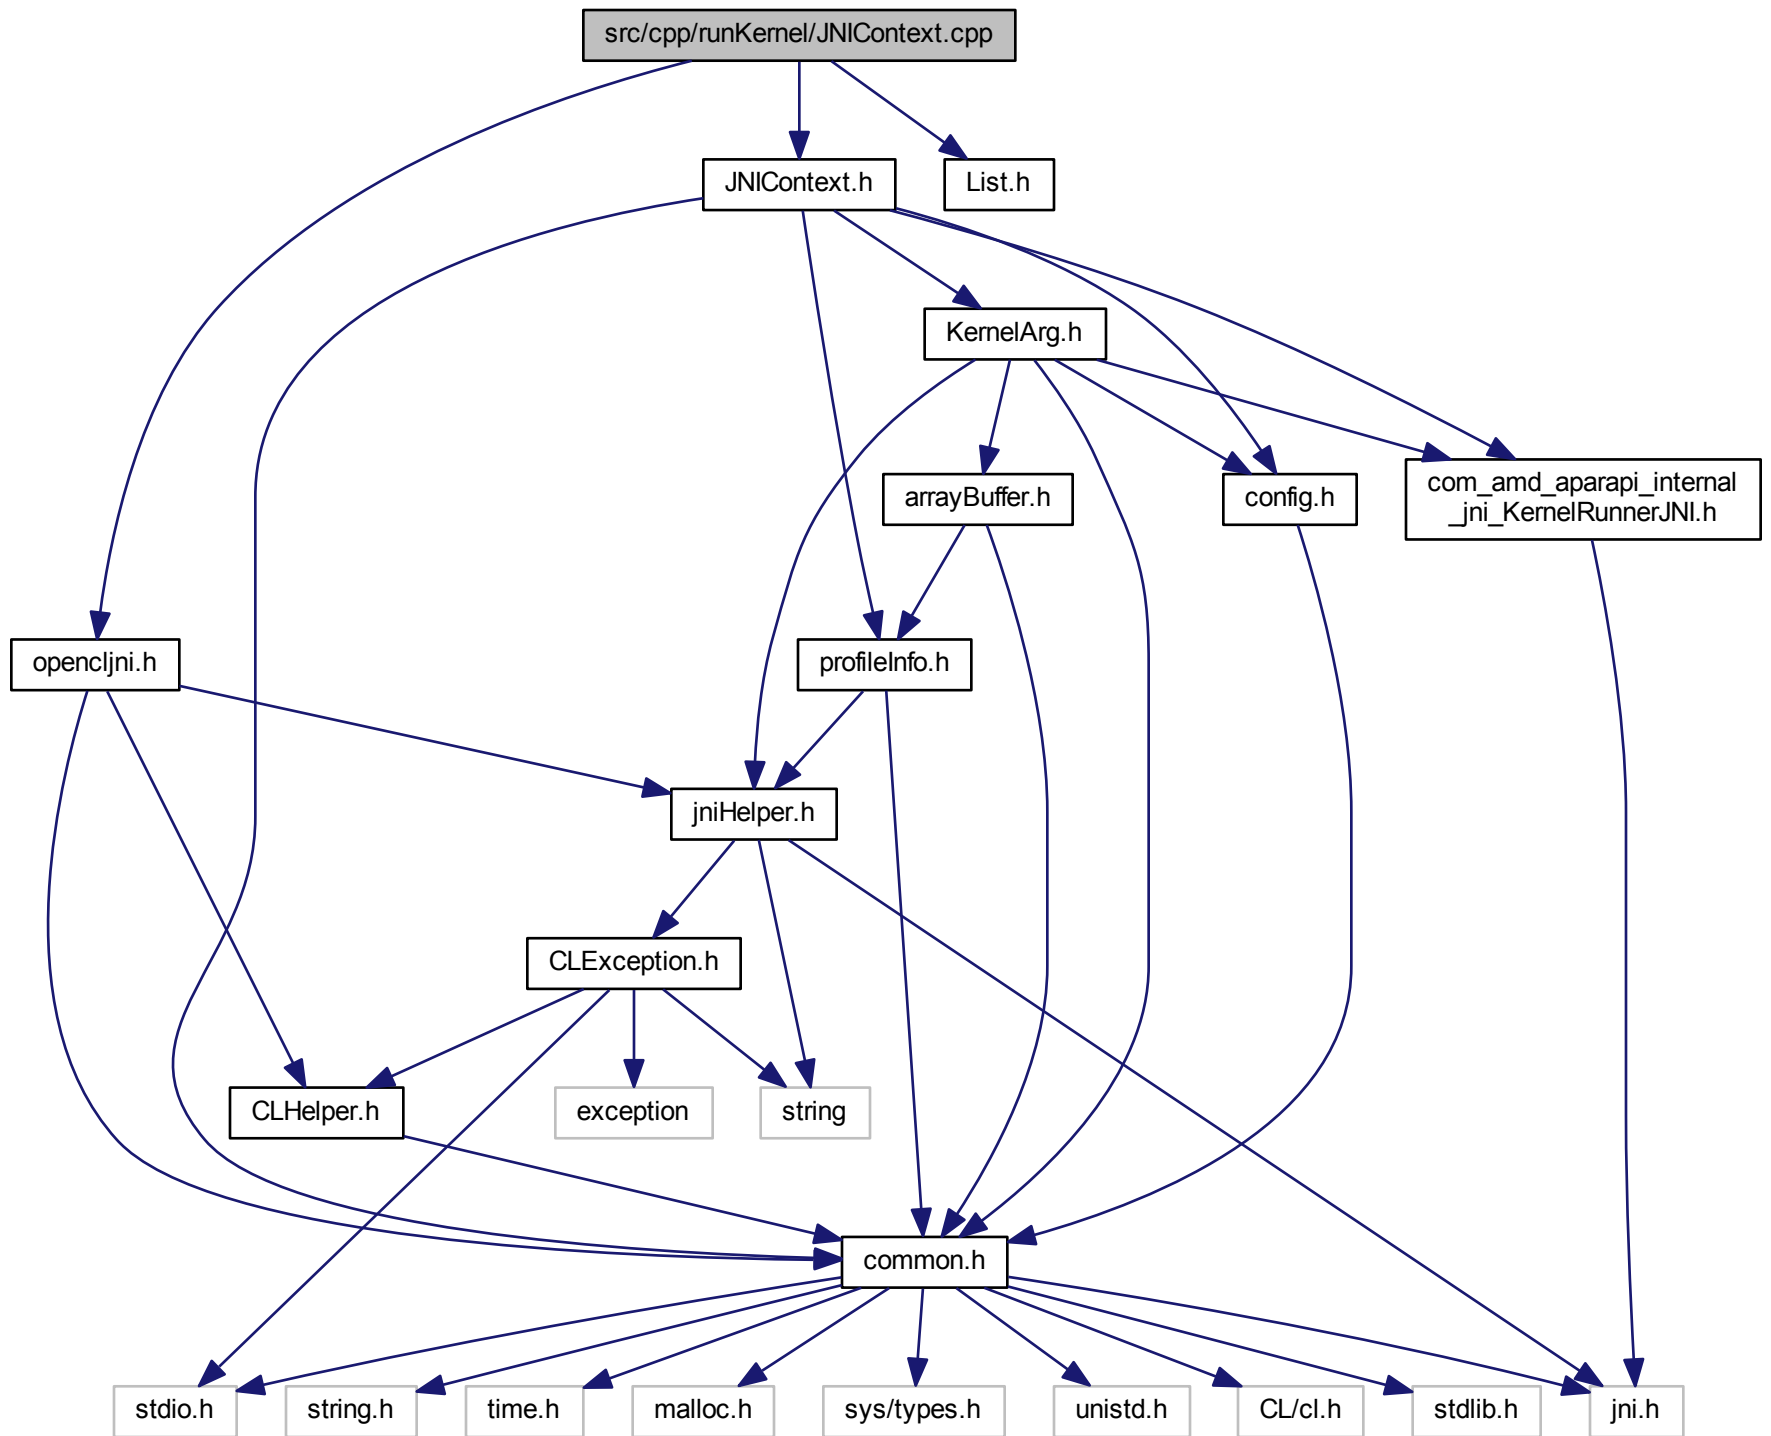 src/cpp/runKernel/JNIContext.cpp
JNIContext.h
List.h
KernelArg.h
arrayBuffer.h
config.h
com_amd_aparapi_internal
_jni_KernelRunnerJNI.h
opencljni.h
profileInfo.h
jniHelper.h
CLException.h
CLHelper.h
exception
string
common.h
stdio.h
string.h
time.h
malloc.h
sys/types.h
unistd.h
CL/cl.h
stdlib.h
jni.h